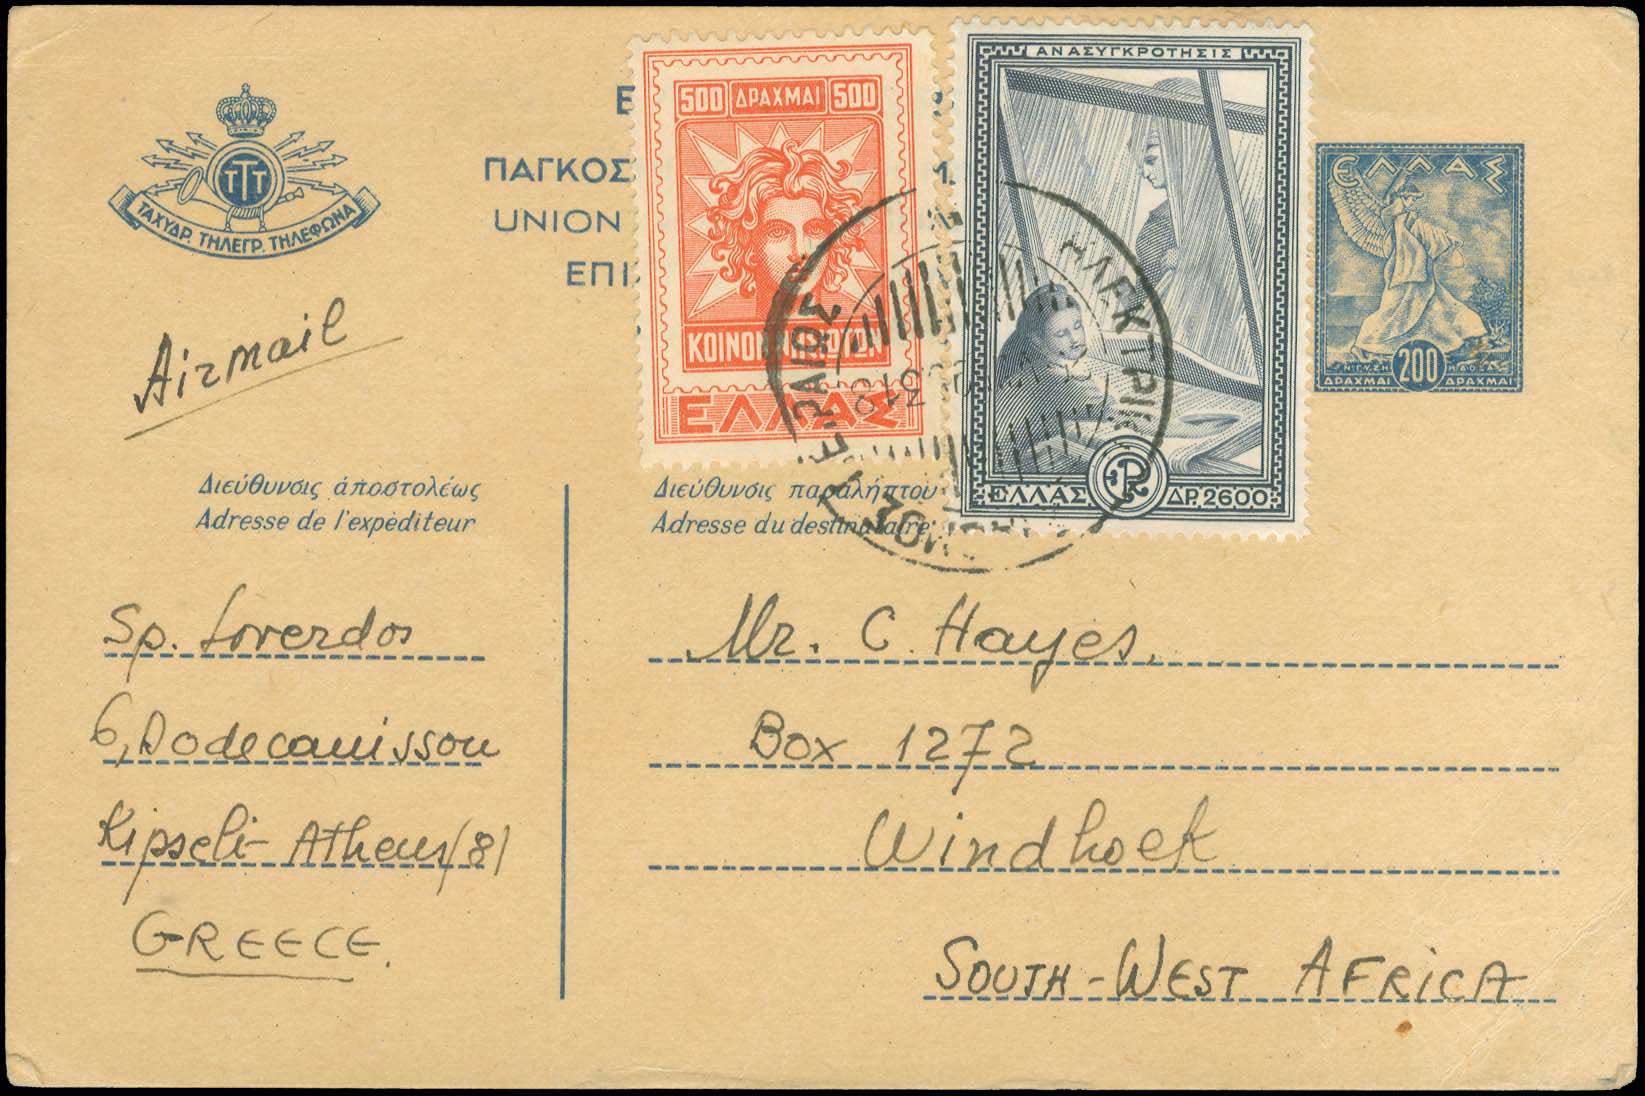 ΤΤΤ
ΤΑΧΥΔΡ. ΤΗΛΕΓΡ. ΤΗΛΕΦΩΝΑ
ΠΑΓΚΟΣ
UNION
ΕΠΙ
500 ΔΡΑΧΜΑΙ 500
ΕΛΛΑΣ
ΑΝΑΣΥΓΚΡΟΤΗΣΙΣ
ΕΛΛΑΣ ΔΡ. 2600
ΕΛΛΑΣ
200
ΔΡΑΧΜΑΙ ΔΡΑΧΜΑΙ
Airmail
Διεύθυνσις ἀποστολέως
Adresse de l'expéditeur
Διεύθυνσις παραλήπτου
Adresse du destinataire
Sp. Loverdos
6, Dodecanissou
Kipseli - Athens (8)
GREECE.
Mr. C. Hayes.
Box 1272
Windhoek
SOUTH-WEST AFRICA